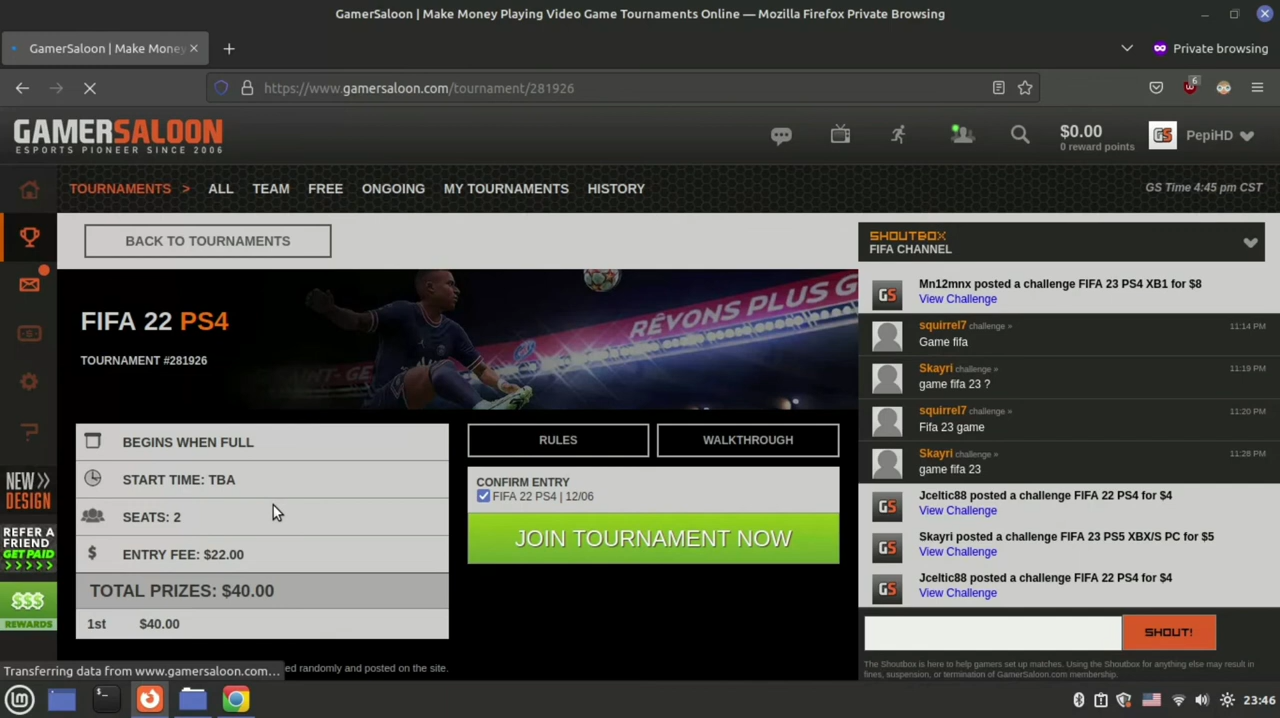 GamerSaloon | Make Money Playing Video Game Tournaments Online — Mozilla Firefox Private Browsing
GamerSaloon | Make Money
Private browsing
https://www.gamersaloon.com/tournament/281926
6
GAMERSALOON
ESPORTS PIONEER SINCE 2006
$0.00
0 reward points
GS
PepiHD
TOURNAMENTS >
ALL
TEAM
FREE
ONGOING
MY TOURNAMENTS
HISTORY
GS Time 4:45 pm CST
BACK TO TOURNAMENTS
FIFA 22 PS4
TOURNAMENT #281926
RÊVONS PLUS G
BEGINS WHEN FULL
START TIME: TBA
SEATS: 2
ENTRY FEE: $22.00
TOTAL PRIZES: $40.00
1st $40.00
ed randomly and posted on the site.
RULES
WALKTHROUGH
CONFIRM ENTRY
FIFA 22 PS4 | 12/06
JOIN TOURNAMENT NOW
SHOUTBOX
FIFA CHANNEL
GS
Mn12mnx posted a challenge FIFA 23 PS4 XB1 for $8
View Challenge
squirrel7 challenge » 11:14 PM
Game fifa
Skayri challenge » 11:19 PM
game fifa 23 ?
squirrel7 challenge » 11:20 PM
Fifa 23 game
Skayri challenge » 11:28 PM
game fifa 23
GS
Jceltic88 posted a challenge FIFA 22 PS4 for $4
View Challenge
GS
Skayri posted a challenge FIFA 23 PS5 XBX/S PC for $5
View Challenge
GS
Jceltic88 posted a challenge FIFA 22 PS4 for $4
View Challenge
SHOUT!
The Shoutbox is here to help gamers set up matches. Using the Shoutbox for anything else may result in
fines, suspension, or termination of GamerSaloon.com membership.
NEW >>
DESIGN
REFER A
FRIEND
GET PAID
>>>>>
$$$
REWARDS
Transferring data from www.gamersaloon.com...
23:46